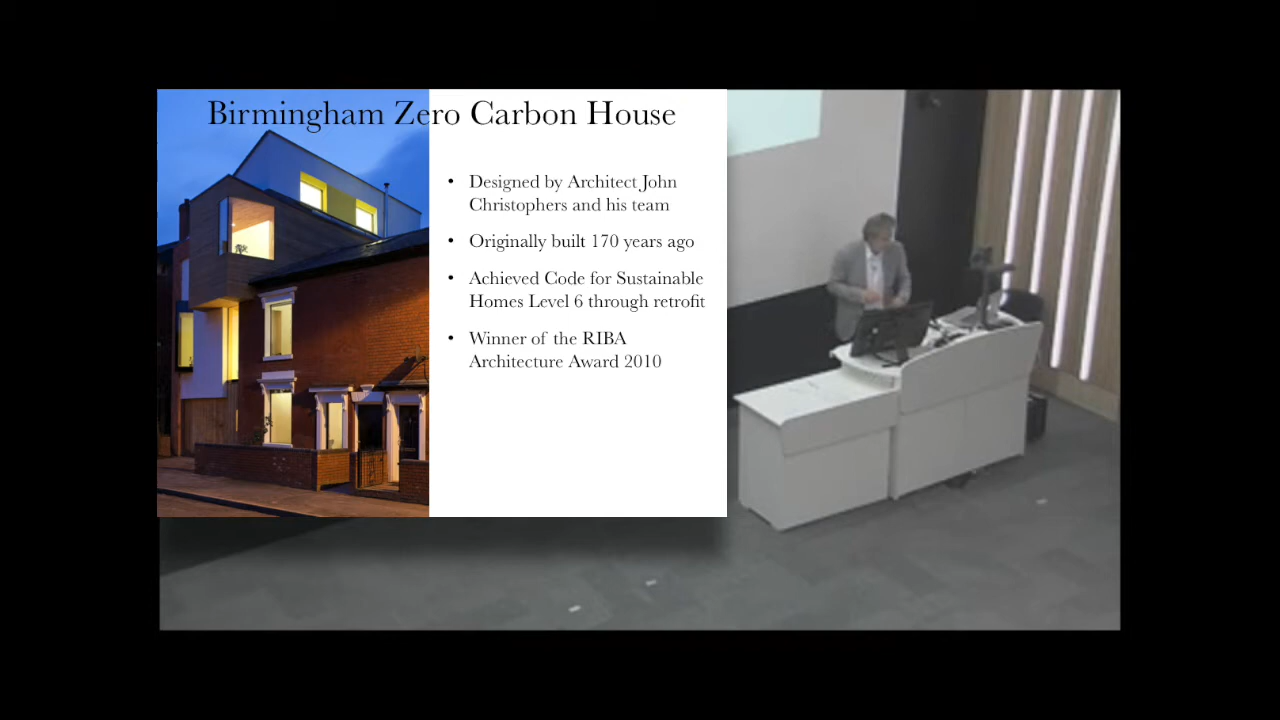 Birmingham Zero Carbon House
• Designed by Architect John
Christophers and his team
• Originally built 170 years ago
• Achieved Code for Sustainable
Homes Level 6 through retrofit
• Winner of the RIBA
Architecture Award 2010